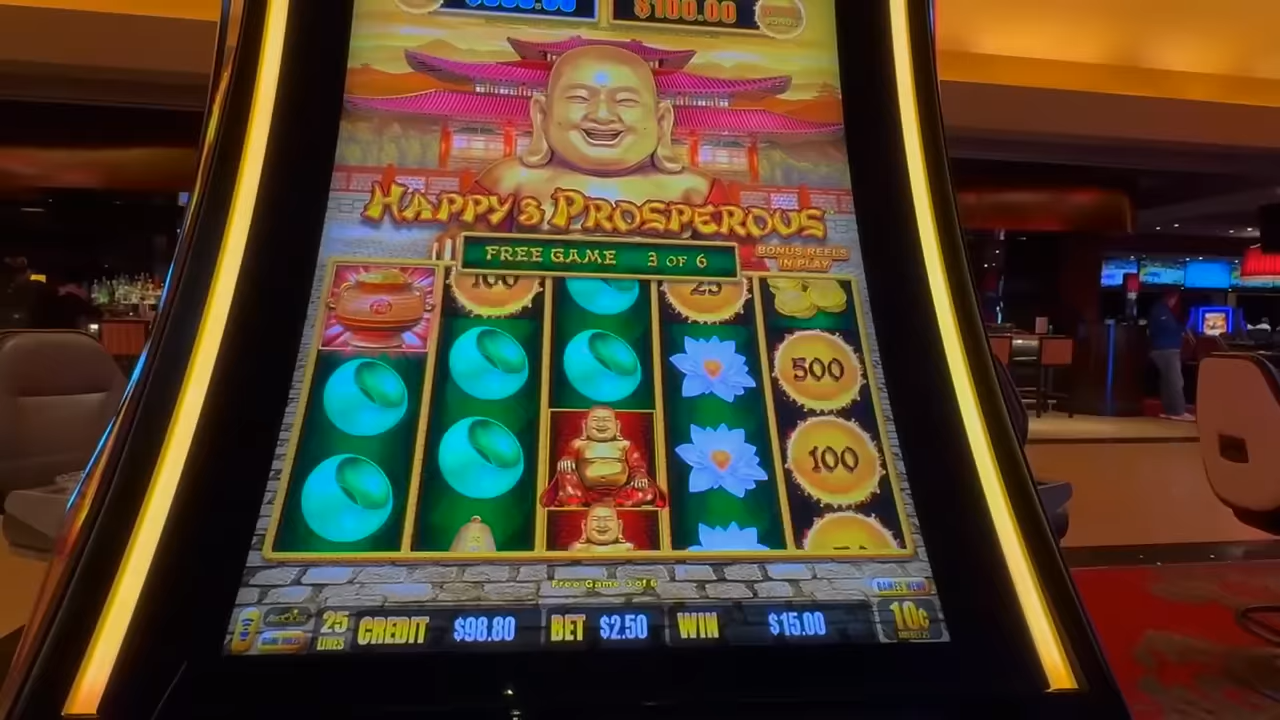 $100.00
HAPPY & PROSPEROUS
FREE GAME 3 OF 6
BONUS REELS
IN PLAY
100
25
500
100
Free Game 3 of 6
GAMES MENU
25
LINES
CREDIT $98.80
BET $2.50
WIN $15.00
10¢